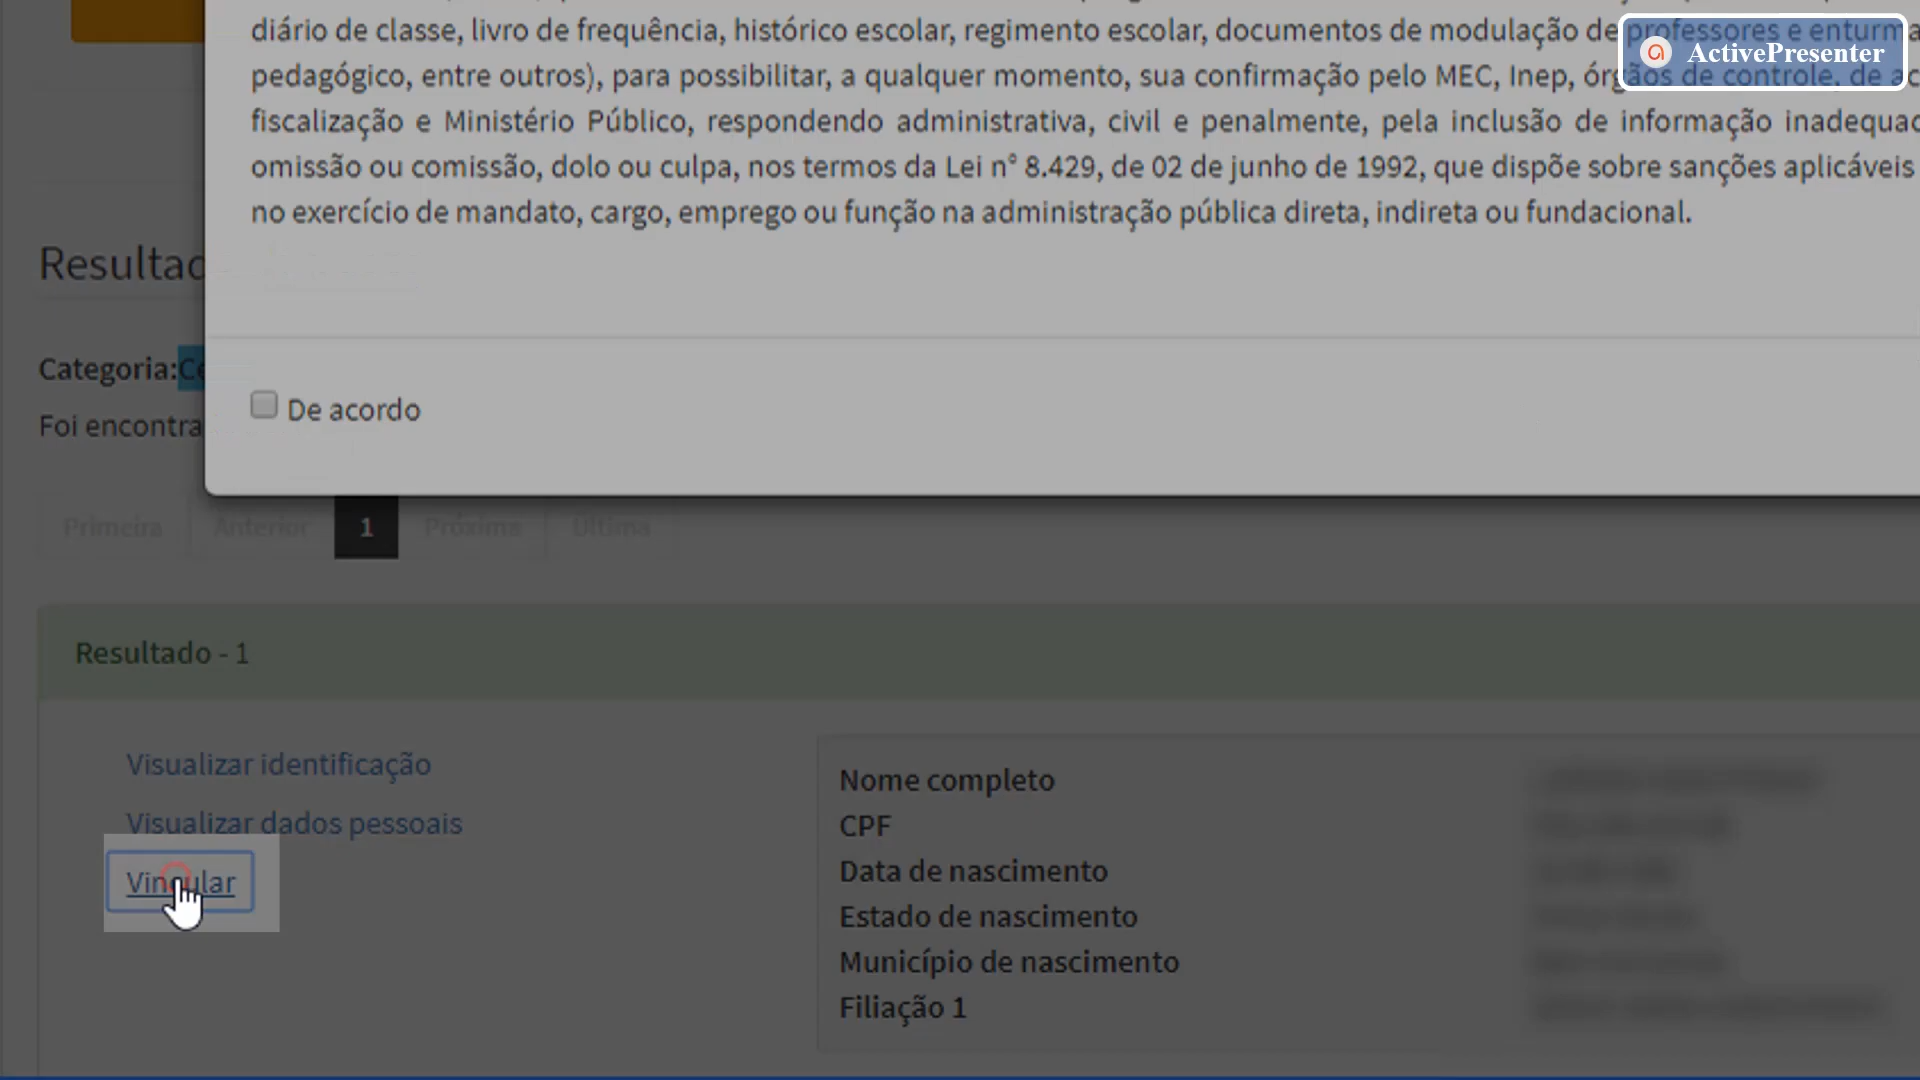 diário de classe, livro de frequência, histórico escolar, regimento escolar, documentos de modulação de professores e enturma
pedagógico, entre outros), para possibilitar, a qualquer momento, sua confirmação pelo MEC, Inep, órgãos de controle, de
fiscalização e Ministério Público, respondendo administrativa, civil e penalmente, pela inclusão de informação inadequa
omissão ou comissão, dolo ou culpa, nos termos da Lei n° 8.429, de 02 de junho de 1992, que dispõe sobre sanções aplicáveis
no exercício de mandato, cargo, emprego ou função na administração pública direta, indireta ou fundacional.
ActivePresenter
Resultad
Categoria:
De acordo
Foi encontra
Primeira Anterior 1 Próxima Última
Resultado - 1
Visualizar identificação
Visualizar dados pessoais
Vincular
Nome completo
CPF
Data de nascimento
Estado de nascimento
Município de nascimento
Filiação 1